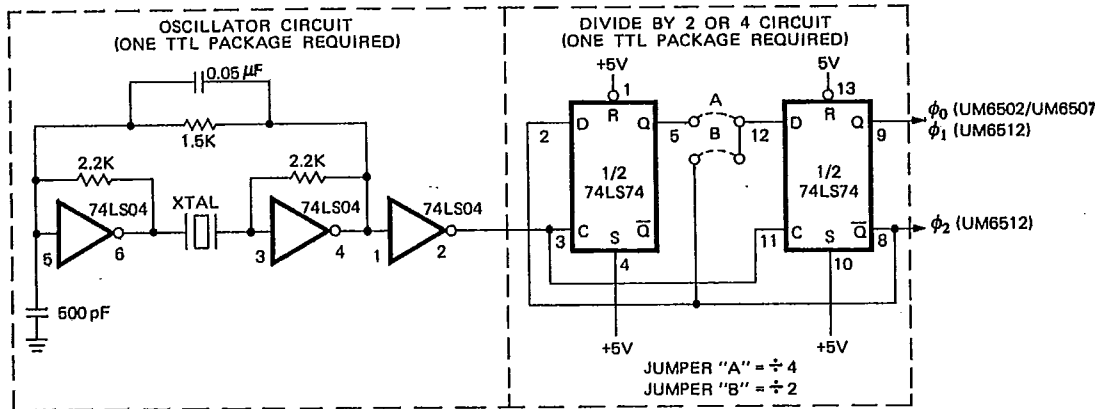 OSCILLATOR CIRCUIT
(ONE TTL PACKAGE REQUIRED)
0.05 μF
1.5K
2.2K
2.2K
XTAL
74LS04
74LS04
74LS04
5
6
3
4
1
2
500 pF
DIVIDE BY 2 OR 4 CIRCUIT
(ONE TTL PACKAGE REQUIRED)
+5V
5V
1
13
A
B
2
D
R
Q
5
12
D
R
Q
9
1/2
74LS74
1/2
74LS74
3
C
S
Q̅
11
C
S
Q̅
8
4
10
+5V
+5V
ϕ0 (UM6502/UM6507
ϕ1 (UM6512)
ϕ2 (UM6512)
JUMPER "A" = ÷ 4
JUMPER "B" = ÷ 2